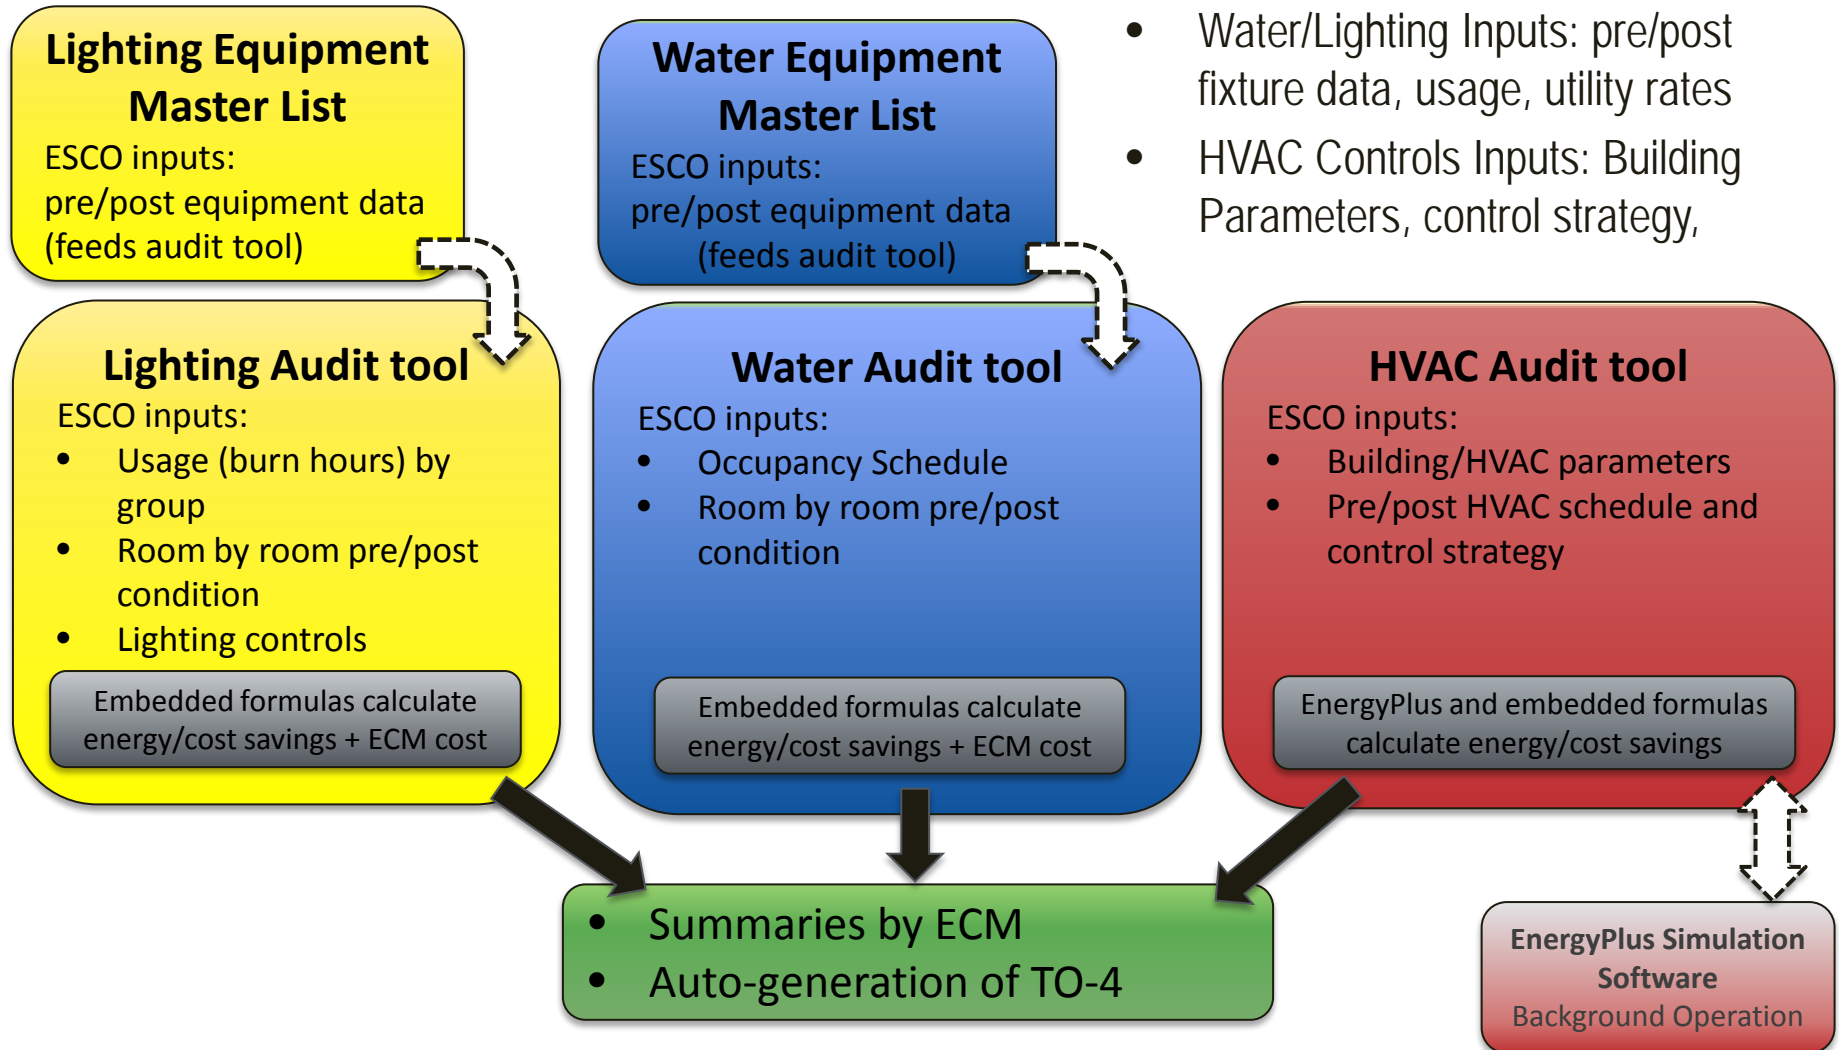 Lighting Equipment
Master List
ESCO inputs:
pre/post equipment data
(feeds audit tool)
Water Equipment
Master List
ESCO inputs:
pre/post equipment data
(feeds audit tool)
• Water/Lighting Inputs: pre/post
fixture data, usage, utility rates
• HVAC Controls Inputs: Building
Parameters, control strategy,
Lighting Audit tool
ESCO inputs:
• Usage (burn hours) by
group
• Room by room pre/post
condition
• Lighting controls
Embedded formulas calculate
energy/cost savings + ECM cost
Water Audit tool
ESCO inputs:
• Occupancy Schedule
• Room by room pre/post
condition
Embedded formulas calculate
energy/cost savings + ECM cost
HVAC Audit tool
ESCO inputs:
• Building/HVAC parameters
• Pre/post HVAC schedule and
control strategy
EnergyPlus and embedded formulas
calculate energy/cost savings
• Summaries by ECM
• Auto-generation of TO-4
EnergyPlus Simulation
Software
Background Operation